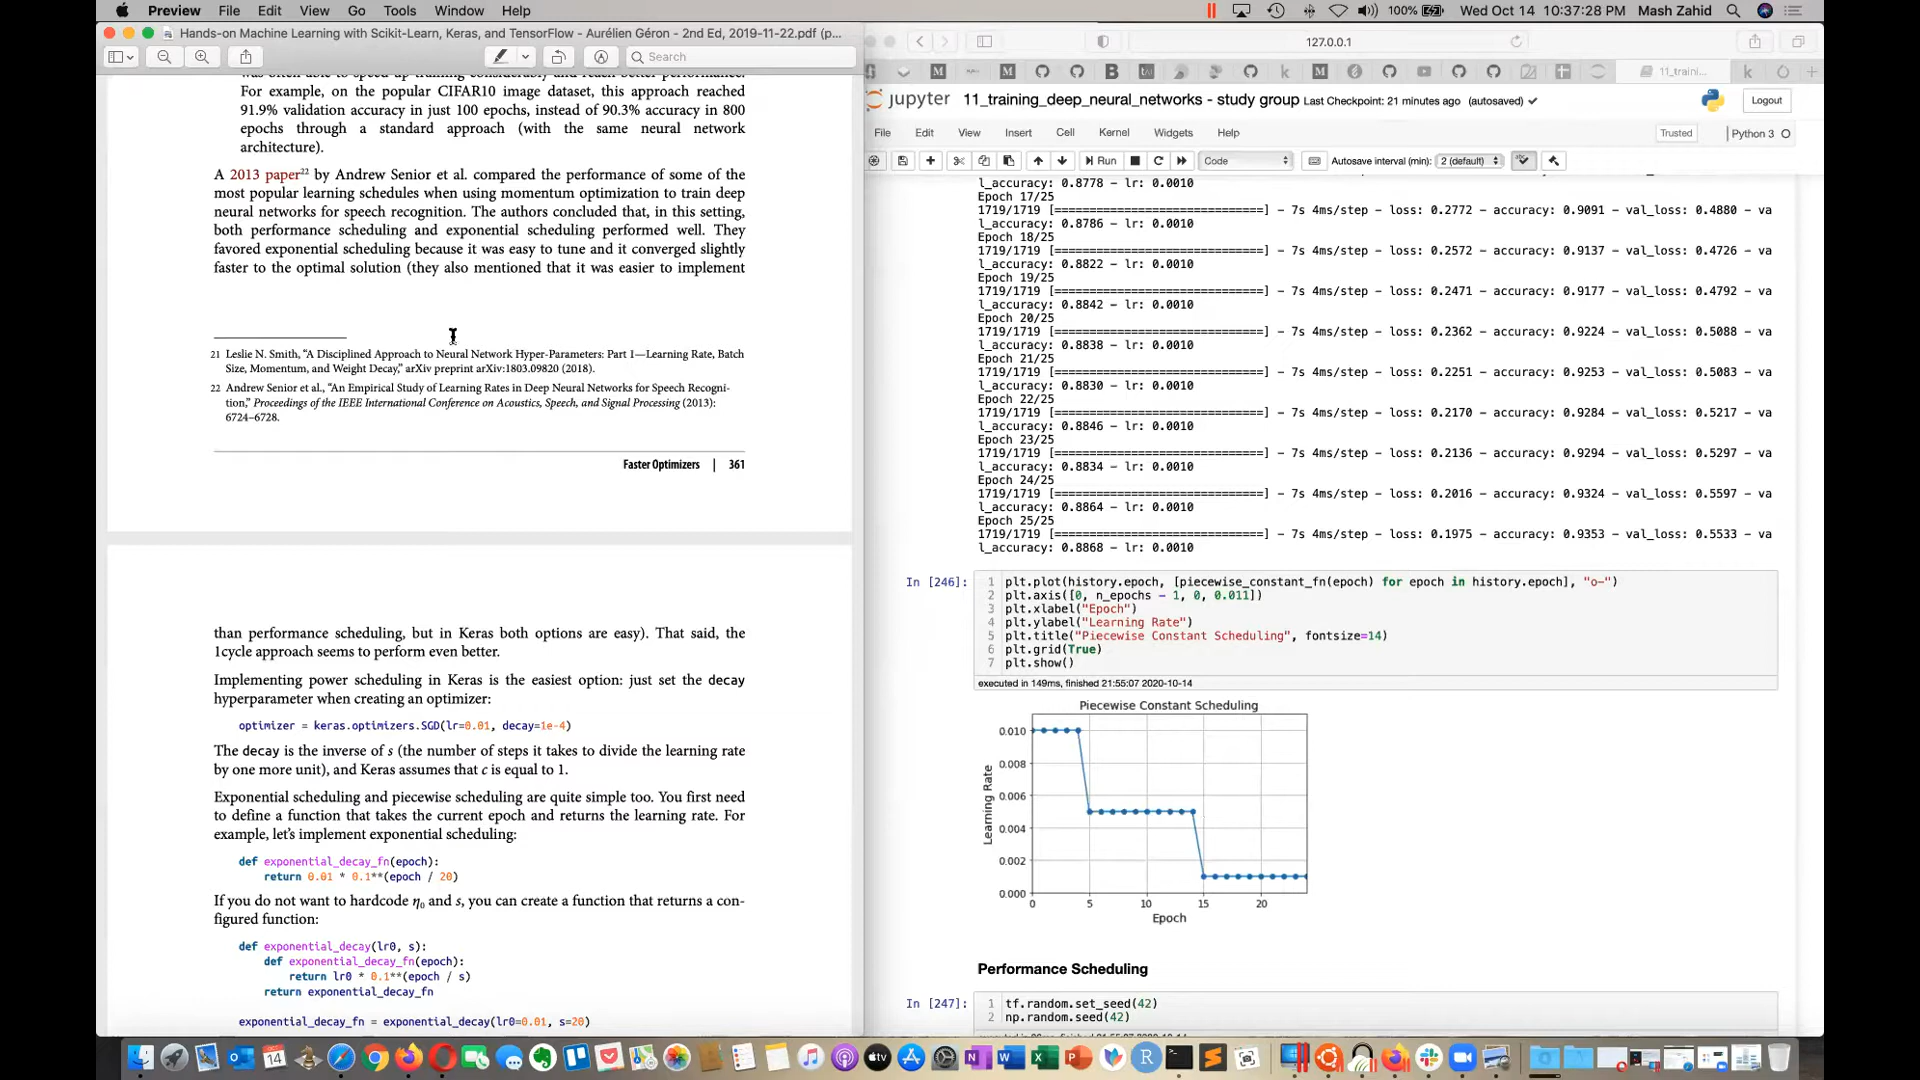 Preview File Edit View Go Tools Window Help
100% Wed Oct 14 10:37:28 PM Mash Zahid
Hands-on Machine Learning with Scikit-Learn, Keras, and TensorFlow - Aurélien Géron - 2nd Ed, 2019-11-22.pdf (p...
Search
For example, on the popular CIFAR10 image dataset, this approach reached
91.9% validation accuracy in just 100 epochs, instead of 90.3% accuracy in 800
epochs through a standard approach (with the same neural network
architecture).
A 2013 paper22 by Andrew Senior et al. compared the performance of some of the
most popular learning schedules when using momentum optimization to train deep
neural networks for speech recognition. The authors concluded that, in this setting,
both performance scheduling and exponential scheduling performed well. They
favored exponential scheduling because it was easy to tune and it converged slightly
faster to the optimal solution (they also mentioned that it was easier to implement
21 Leslie N. Smith, “A Disciplined Approach to Neural Network Hyper-Parameters: Part 1—Learning Rate, Batch
Size, Momentum, and Weight Decay,” arXiv preprint arXiv:1803.09820 (2018).
22 Andrew Senior et al., “An Empirical Study of Learning Rates in Deep Neural Networks for Speech Recogni-
tion,” Proceedings of the IEEE International Conference on Acoustics, Speech, and Signal Processing (2013):
6724–6728.
Faster Optimizers | 361
than performance scheduling, but in Keras both options are easy). That said, the
1cycle approach seems to perform even better.
Implementing power scheduling in Keras is the easiest option: just set the decay
hyperparameter when creating an optimizer:
optimizer = keras.optimizers.SGD(lr=0.01, decay=1e-4)
The decay is the inverse of s (the number of steps it takes to divide the learning rate
by one more unit), and Keras assumes that c is equal to 1.
Exponential scheduling and piecewise scheduling are quite simple too. You first need
to define a function that takes the current epoch and returns the learning rate. For
example, let’s implement exponential scheduling:
def exponential_decay_fn(epoch):
return 0.01 * 0.1**(epoch / 20)
If you do not want to hardcode η0 and s, you can create a function that returns a con-
figured function:
def exponential_decay(lr0, s):
def exponential_decay_fn(epoch):
return lr0 * 0.1**(epoch / s)
return exponential_decay_fn
exponential_decay_fn = exponential_decay(lr0=0.01, s=20)
127.0.0.1
11_traini...
jupyter 11_training_deep_neural_networks - study group Last Checkpoint: 21 minutes ago (autosaved)
Logout
File Edit View Insert Cell Kernel Widgets Help
Trusted Python 3
Run Code Autosave interval (min): 2 (default)
l_accuracy: 0.8778 - lr: 0.0010
Epoch 17/25
1719/1719 [==============================] - 7s 4ms/step - loss: 0.2772 - accuracy: 0.9091 - val_loss: 0.4880 - va
l_accuracy: 0.8786 - lr: 0.0010
Epoch 18/25
1719/1719 [==============================] - 7s 4ms/step - loss: 0.2572 - accuracy: 0.9137 - val_loss: 0.4726 - va
l_accuracy: 0.8822 - lr: 0.0010
Epoch 19/25
1719/1719 [==============================] - 7s 4ms/step - loss: 0.2471 - accuracy: 0.9177 - val_loss: 0.4792 - va
l_accuracy: 0.8842 - lr: 0.0010
Epoch 20/25
1719/1719 [==============================] - 7s 4ms/step - loss: 0.2362 - accuracy: 0.9224 - val_loss: 0.5088 - va
l_accuracy: 0.8838 - lr: 0.0010
Epoch 21/25
1719/1719 [==============================] - 7s 4ms/step - loss: 0.2251 - accuracy: 0.9253 - val_loss: 0.5083 - va
l_accuracy: 0.8830 - lr: 0.0010
Epoch 22/25
1719/1719 [==============================] - 7s 4ms/step - loss: 0.2170 - accuracy: 0.9284 - val_loss: 0.5217 - va
l_accuracy: 0.8846 - lr: 0.0010
Epoch 23/25
1719/1719 [==============================] - 7s 4ms/step - loss: 0.2136 - accuracy: 0.9294 - val_loss: 0.5297 - va
l_accuracy: 0.8834 - lr: 0.0010
Epoch 24/25
1719/1719 [==============================] - 7s 4ms/step - loss: 0.2016 - accuracy: 0.9324 - val_loss: 0.5597 - va
l_accuracy: 0.8864 - lr: 0.0010
Epoch 25/25
1719/1719 [==============================] - 7s 4ms/step - loss: 0.1975 - accuracy: 0.9353 - val_loss: 0.5533 - va
l_accuracy: 0.8868 - lr: 0.0010
In [246]:
1 plt.plot(history.epoch, [piecewise_constant_fn(epoch) for epoch in history.epoch], "o-")
2 plt.axis([0, n_epochs - 1, 0, 0.011])
3 plt.xlabel("Epoch")
4 plt.ylabel("Learning Rate")
5 plt.title("Piecewise Constant Scheduling", fontsize=14)
6 plt.grid(True)
7 plt.show()
executed in 149ms, finished 21:55:07 2020-10-14
Piecewise Constant Scheduling
Learning Rate
0.010
0.008
0.006
0.004
0.002
0.000
0 5 10 15 20
Epoch
Performance Scheduling
In [247]:
1 tf.random.set_seed(42)
2 np.random.seed(42)